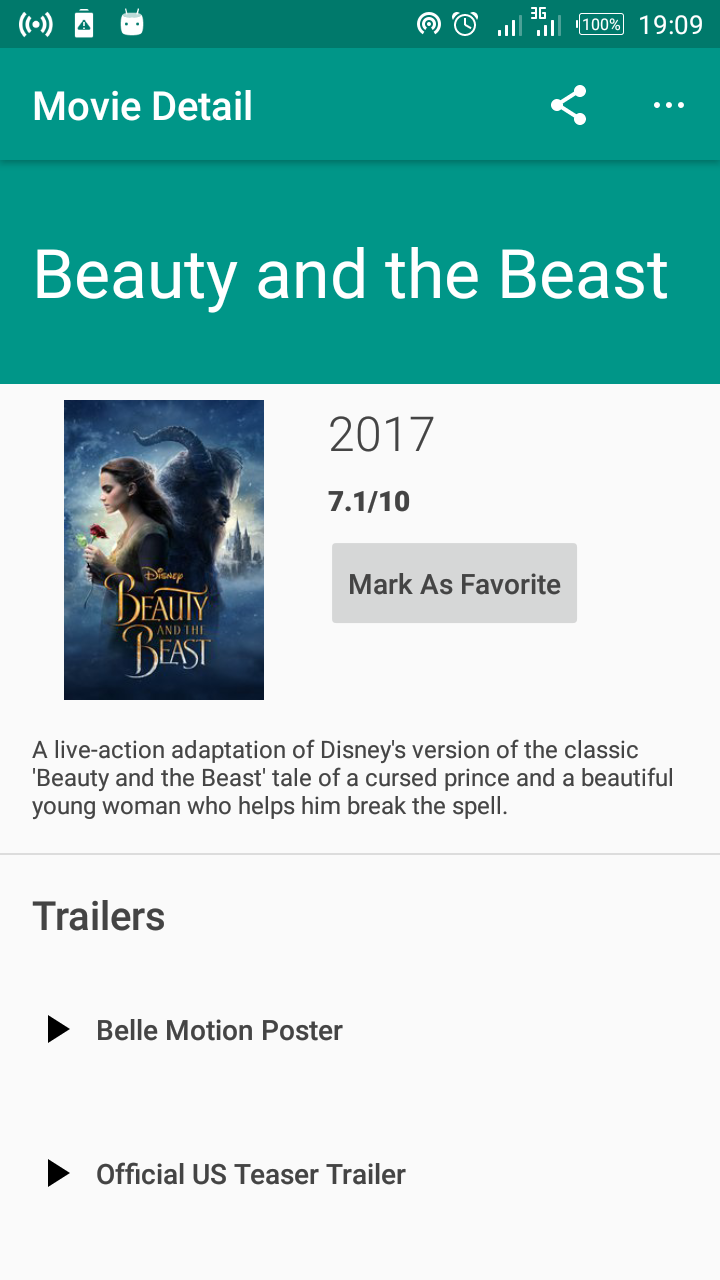 3G 100% 19:09
Movie Detail
Beauty and the Beast
2017
7.1/10
Mark As Favorite
Disney
BEAUTY
AND THE
BEAST
A live-action adaptation of Disney's version of the classic
'Beauty and the Beast' tale of a cursed prince and a beautiful
young woman who helps him break the spell.
Trailers
Belle Motion Poster
Official US Teaser Trailer